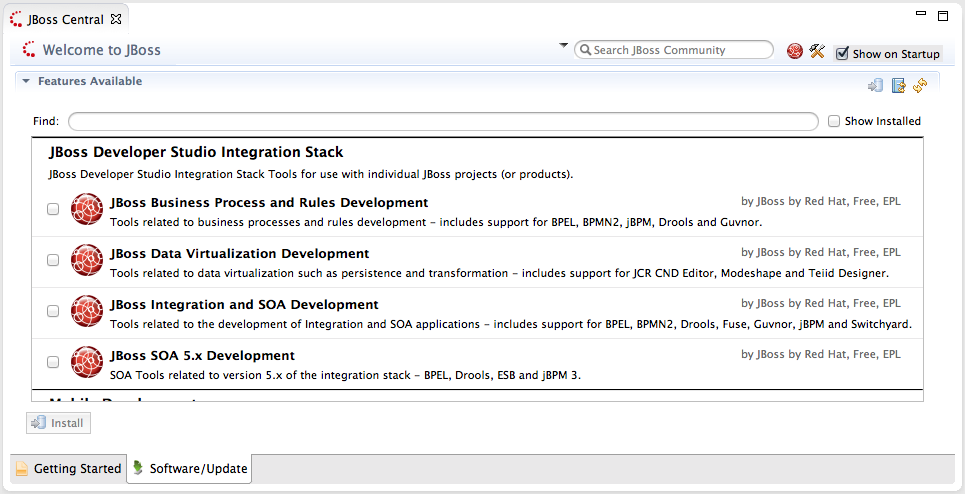 JBoss Central
Welcome to JBoss
Search JBoss Community
Show on Startup
Features Available
Find:
Show Installed
JBoss Developer Studio Integration Stack
JBoss Developer Studio Integration Stack Tools for use with individual JBoss projects (or products).
JBoss Business Process and Rules Development
by JBoss by Red Hat, Free, EPL
Tools related to business processes and rules development – includes support for BPEL, BPMN2, jBPM, Drools and Guvnor.
JBoss Data Virtualization Development
by JBoss by Red Hat, Free, EPL
Tools related to data virtualization such as persistence and transformation – includes support for JCR CND Editor, Modeshape and Teiid Designer.
JBoss Integration and SOA Development
by JBoss by Red Hat, Free, EPL
Tools related to the development of Integration and SOA applications – includes support for BPEL, BPMN2, Drools, Fuse, Guvnor, jBPM and Switchyard.
JBoss SOA 5.x Development
by JBoss by Red Hat, Free, EPL
SOA Tools related to version 5.x of the integration stack – BPEL, Drools, ESB and jBPM 3.
Install
Getting Started
Software/Update